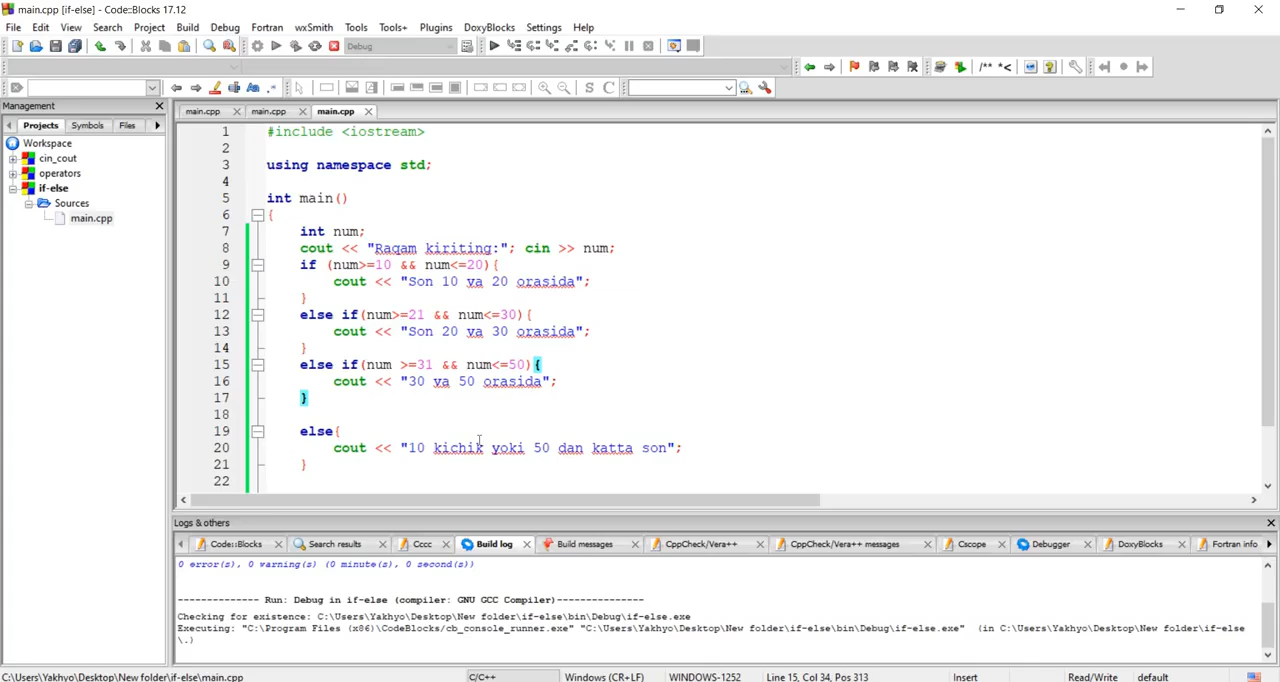 main.cpp [if-else] - Code::Blocks 17.12
File Edit View Search Project Build Debug Fortran wxSmith Tools Tools+ Plugins DoxyBlocks Settings Help
Debug
/** *<
S C
Management
main.cpp main.cpp main.cpp
Projects Symbols Files
Workspace
cin_cout
operators
if-else
Sources
main.cpp
1 #include <iostream>
2
3 using namespace std;
4
5 int main()
6 {
7 int num;
8 cout << "Raqam kiriting:"; cin >> num;
9 if (num>=10 && num<=20){
10 cout << "Son 10 va 20 orasida";
11 }
12 else if(num>=21 && num<=30){
13 cout << "Son 20 va 30 orasida";
14 }
15 else if(num >=31 && num<=50){
16 cout << "30 va 50 orasida";
17 }
18
19 else{
20 cout << "10 kichik yoki 50 dan katta son";
21 }
22
Logs & others
Code::Blocks Search results Cccc Build log Build messages CppCheck/Vera++ CppCheck/Vera++ messages Cscope Debugger DoxyBlocks Fortran info
0 error(s), 0 warning(s) (0 minute(s), 0 second(s))
-------------- Run: Debug in if-else (compiler: GNU GCC Compiler)---------------
Checking for existence: C:\Users\Yakhyo\Desktop\New folder\if-else\bin\Debug\if-else.exe
Executing: "C:\Program Files (x86)\CodeBlocks/cb_console_runner.exe" "C:\Users\Yakhyo\Desktop\New folder\if-else\bin\Debug\if-else.exe" (in C:\Users\Yakhyo\Desktop\New folder\if-else
\.)
C:\Users\Yakhyo\Desktop\New folder\if-else\main.cpp C/C++ Windows (CR+LF) WINDOWS-1252 Line 15, Col 34, Pos 313 Insert Read/Write default